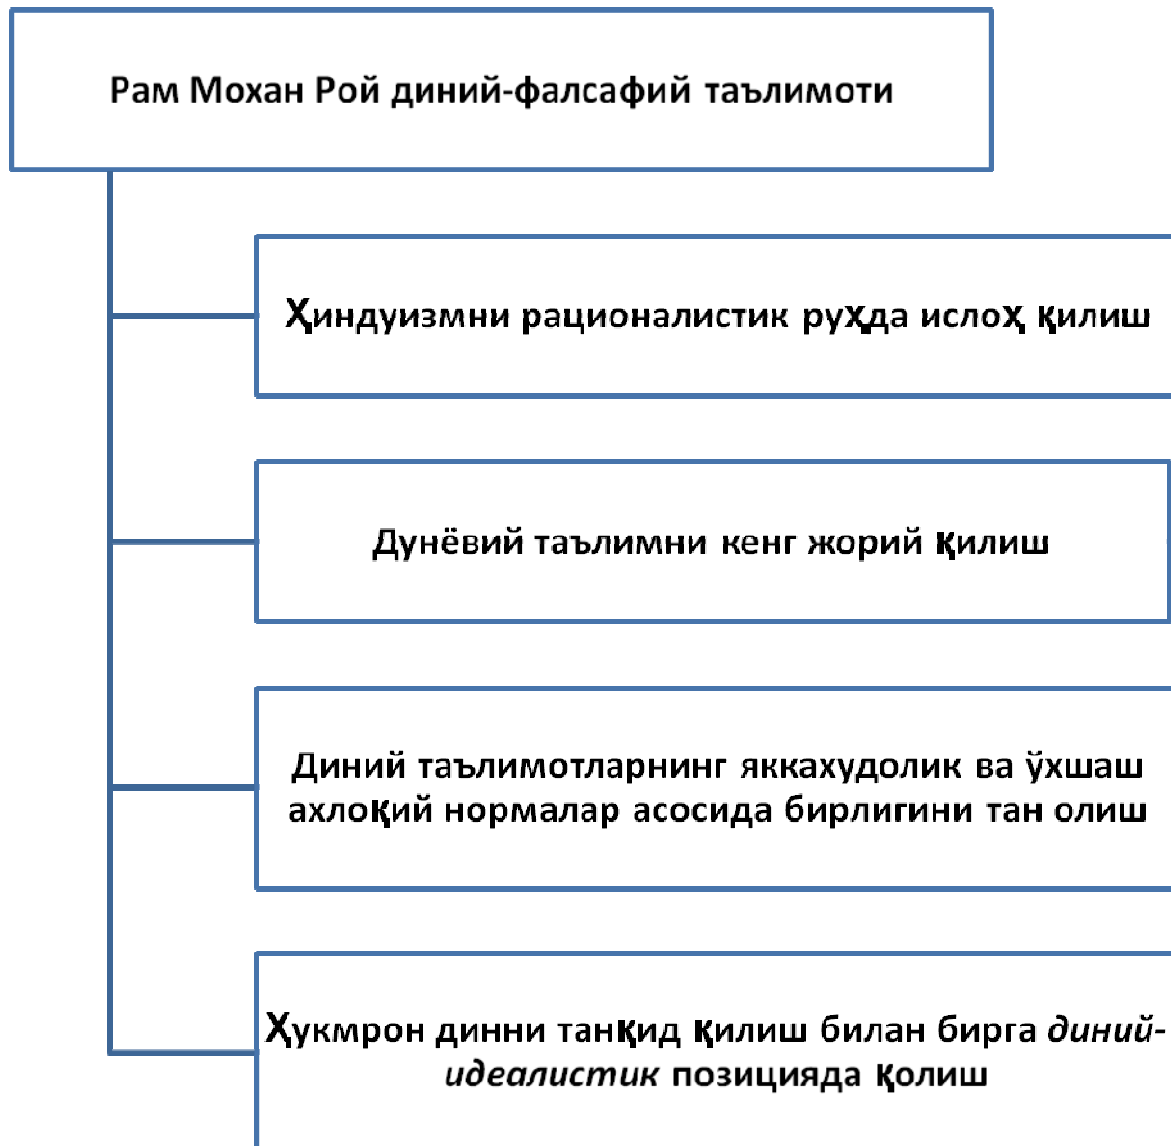 Рам Мохан Рой диний-фалсафий таълимоти
Ҳиндуизмни рационалистик руҳда ислоҳ қилиш
Дунёвий таълимни кенг жорий қилиш
Диний таълимотларнинг яккахудолик ва ўхшаш
ахлоқий нормалар асосида бирлигини тан олиш
Ҳукмрон динни танқид қилиш билан бирга диний-
идеалистик позицияда қолиш